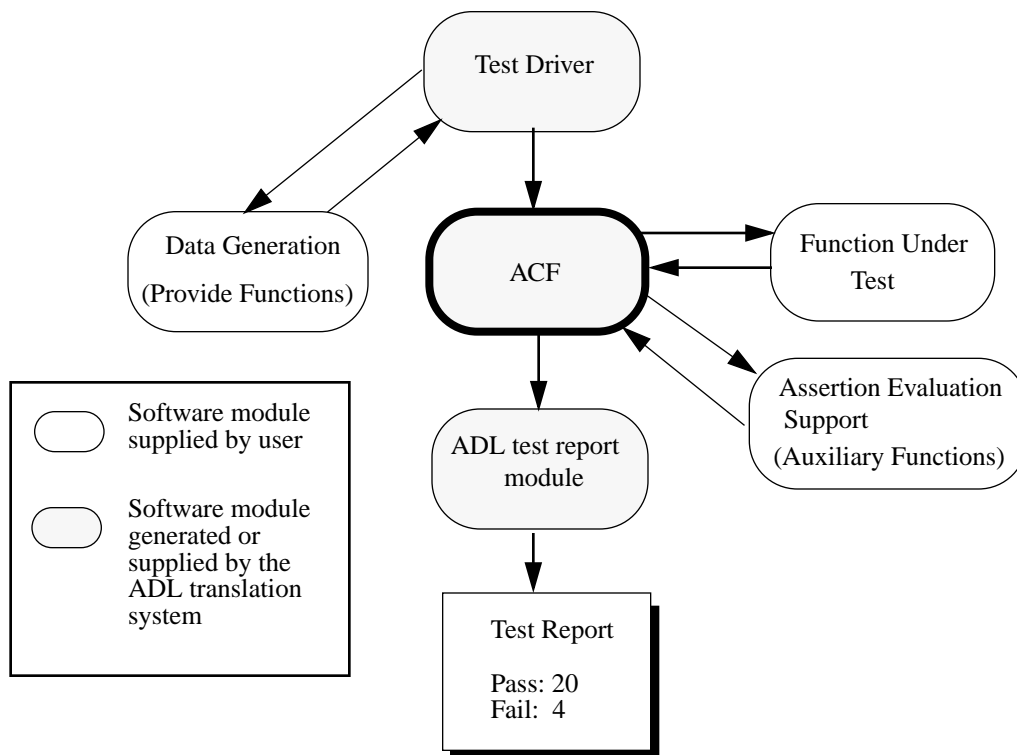 Test Driver
Data Generation
(Provide Functions)
ACF
Function Under
Test
Assertion Evaluation
Support
(Auxiliary Functions)
ADL test report
module
Software module
supplied by user
Software module
generated or
supplied by the
ADL translation
system
Test Report
Pass: 20
Fail: 4